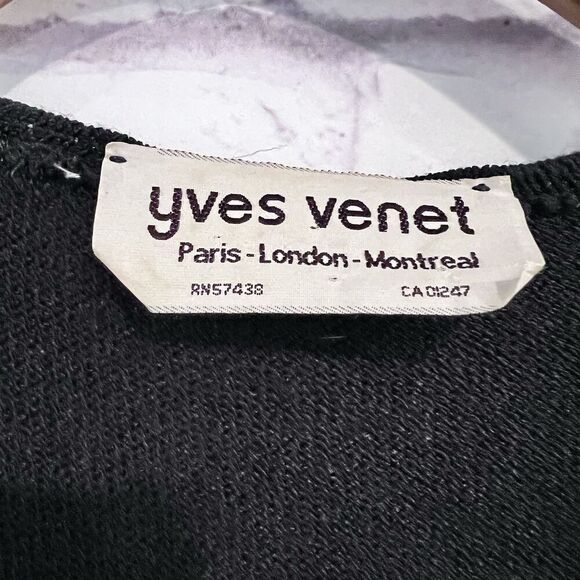 yves venet
Paris-London-Montreal
RN57438 CA01247